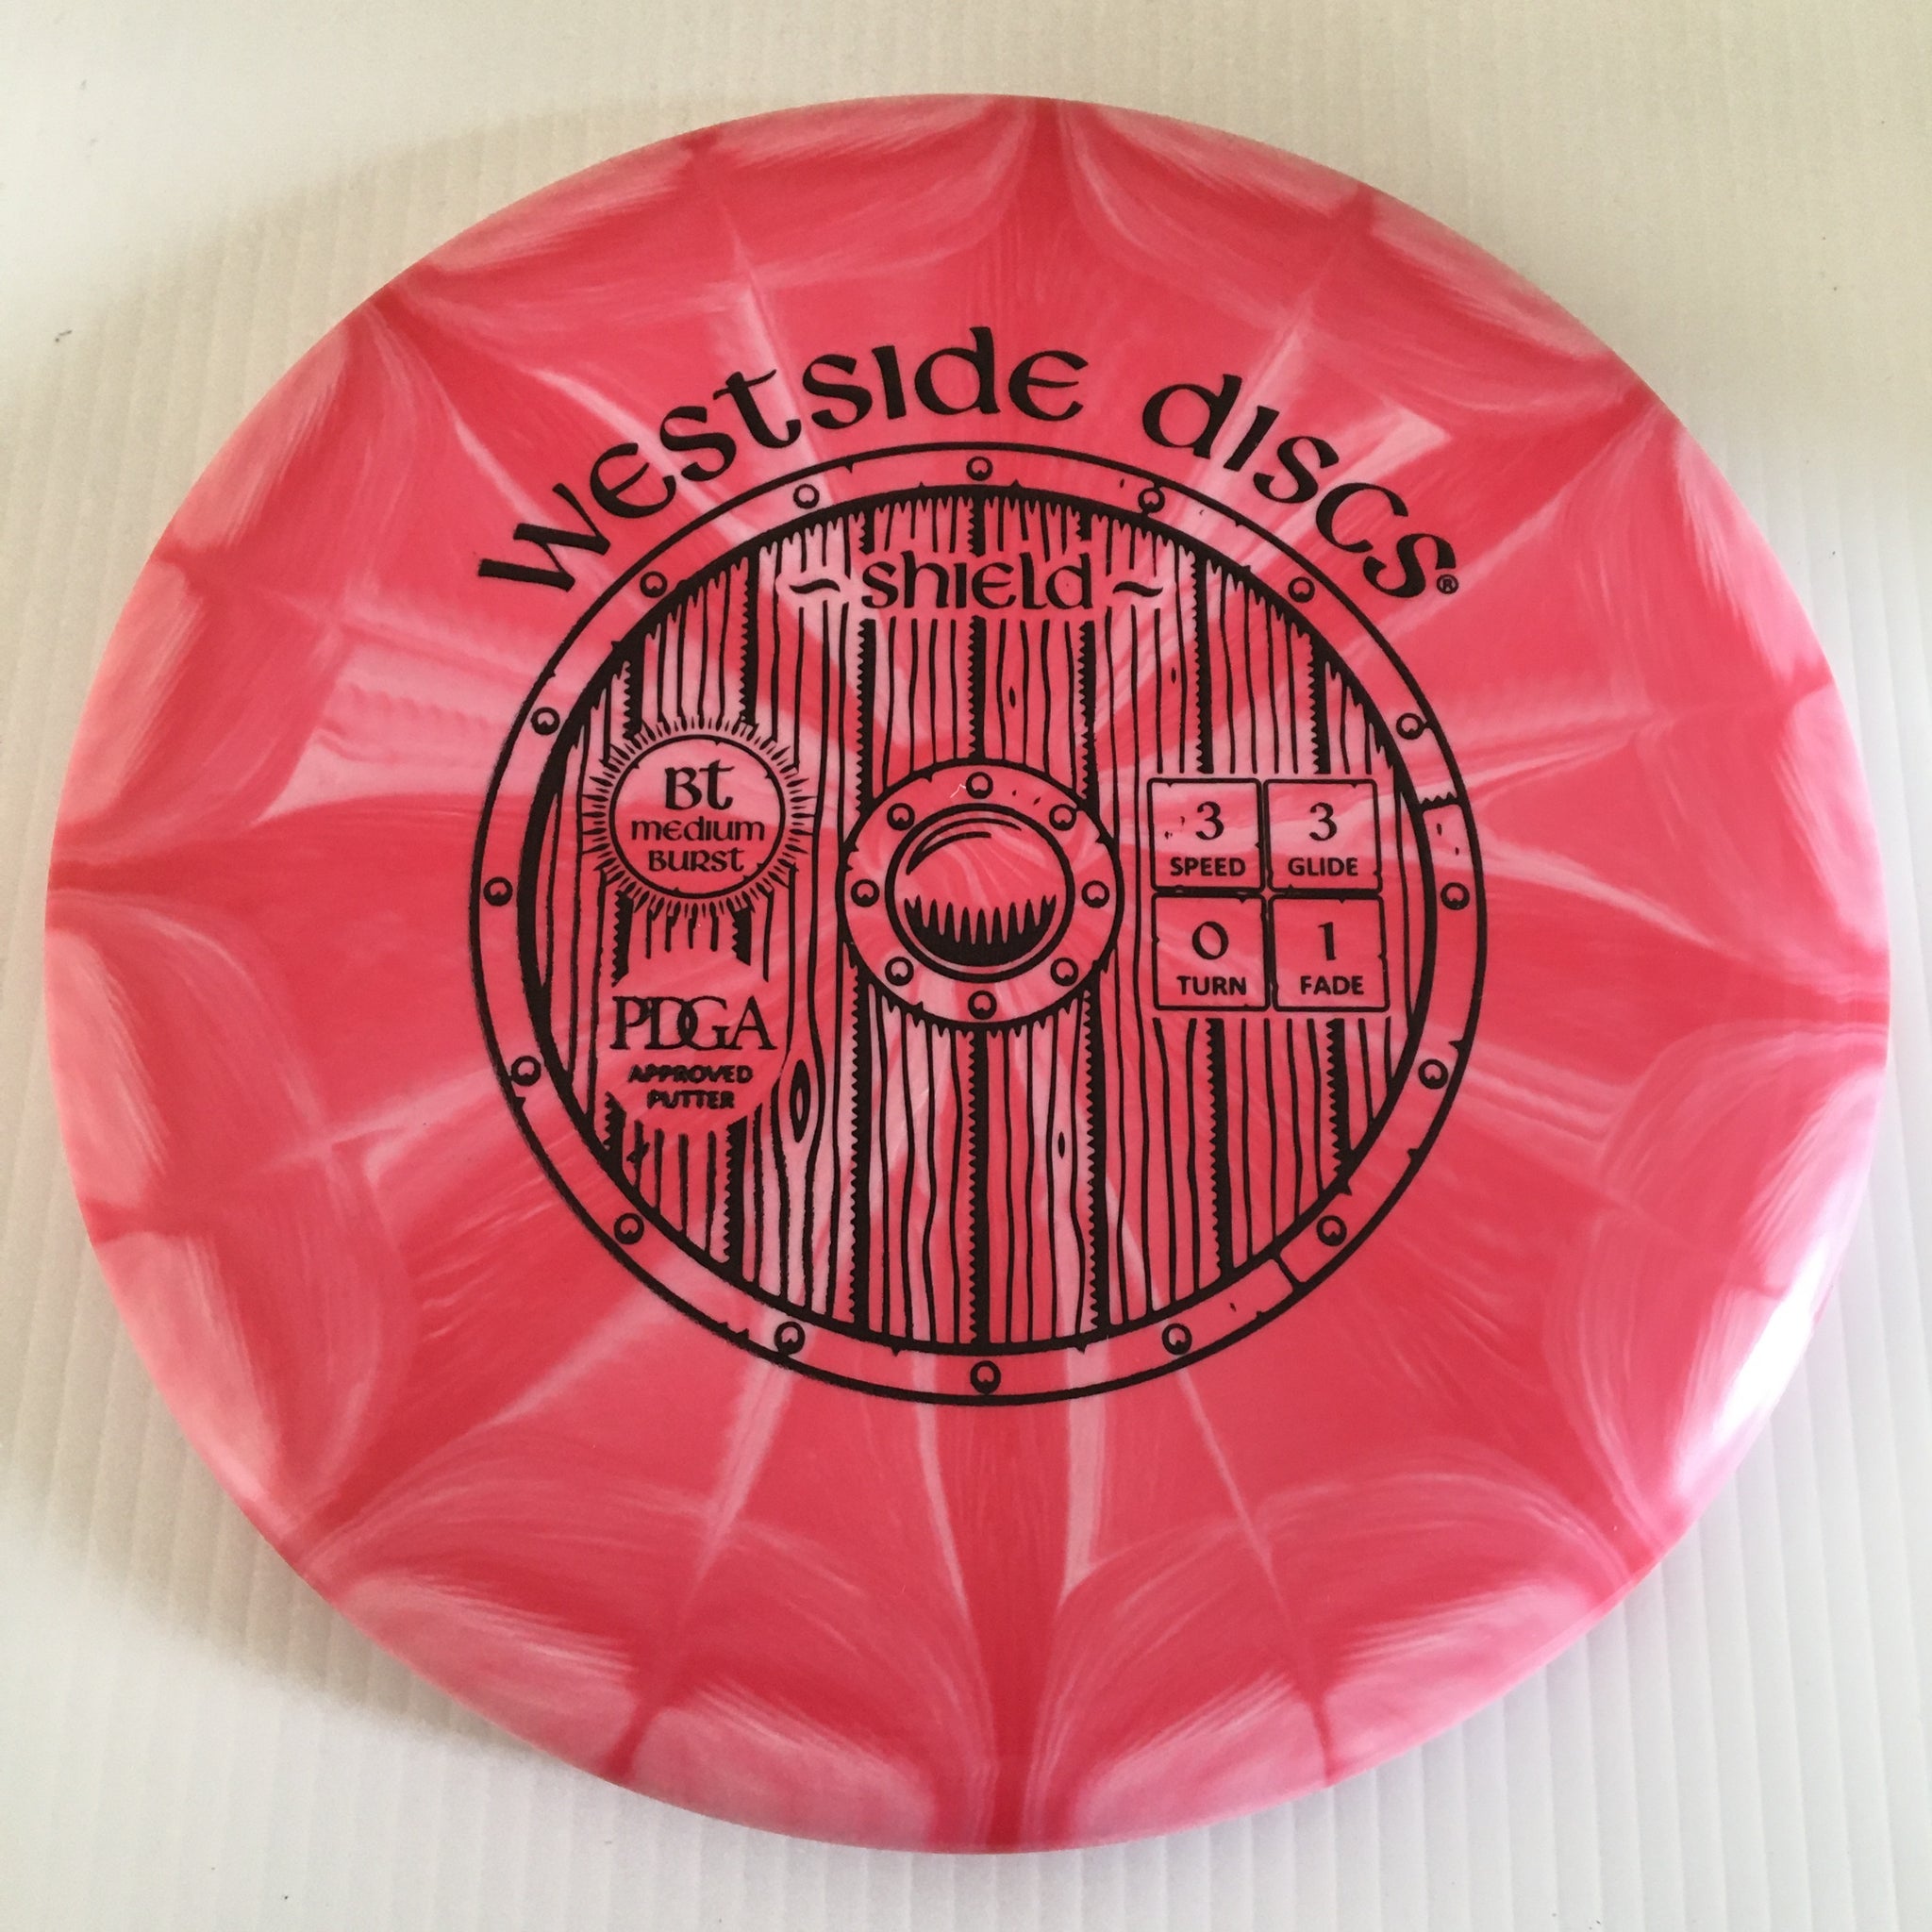 westside discs®
~ shield ~
BT
medium
Burst
PDGA
APPROVED
PUTTER
3
SPEED
3
GLIDE
0
TURN
1
FADE